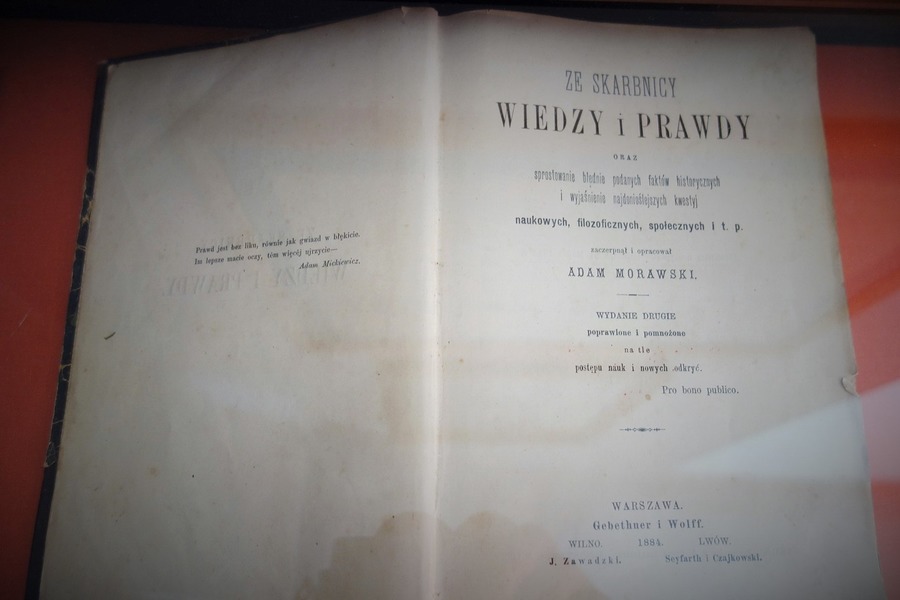 Prawd jest bez liku, równie jak gwiazd w błękicie.
Im lepsze macie oczy, tém więcéj ujrzycie—
Adam Mickiewicz.
ZE SKARBNICY
WIEDZY i PRAWDY
ORAZ
sprostowanie błędnie podanych faktów historycznych
i wyjaśnienie najdonioślejszych kwestyj
naukowych, filozoficznych, społecznych i t. p.
zaczerpnął i opracował
ADAM MORAWSKI.
WYDANIE DRUGIE
poprawione i pomnożone
na tle
postępu nauk i nowych odkryć.
Pro bono publico.
WARSZAWA.
Gebethner i Wolff.
WILNO. 1884. LWÓW.
J. Zawadzki. Seyfarth i Czajkowski.